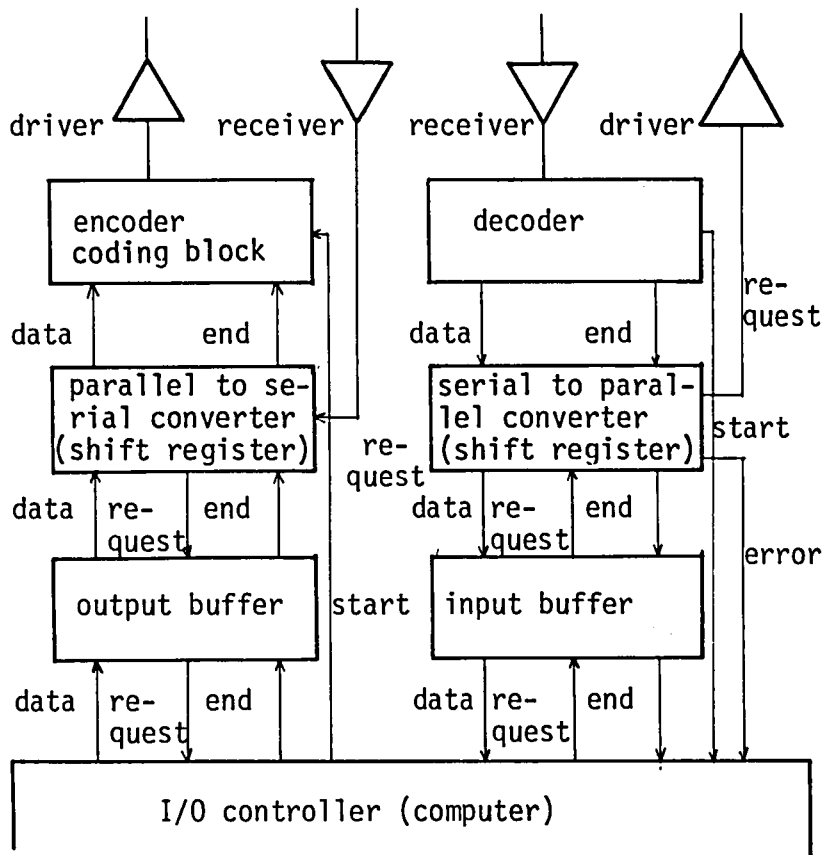 driver
receiver
receiver
driver
encoder
coding block
decoder
re-
quest
data
end
data
end
parallel to se-
rial converter
(shift register)
serial to paral-
lel converter
(shift register)
start
re-
quest
data
re-
quest
end
data
re-
quest
end
error
output buffer
start
input buffer
data
re-
quest
end
data
re-
quest
end
I/O controller (computer)